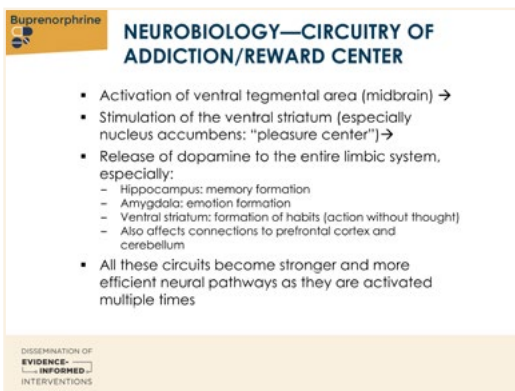 Buprenorphrine
NEUROBIOLOGY—CIRCUITRY OF
ADDICTION/REWARD CENTER
▪ Activation of ventral tegmental area (midbrain) →
▪ Stimulation of the ventral striatum (especially
nucleus accumbens: “pleasure center”)→
▪ Release of dopamine to the entire limbic system,
especially:
– Hippocampus: memory formation
– Amygdala: emotion formation
– Ventral striatum: formation of habits (action without thought)
– Also affects connections to prefrontal cortex and
cerebellum
▪ All these circuits become stronger and more
efficient neural pathways as they are activated
multiple times
DISSEMINATION OF
EVIDENCE-
INFORMED
INTERVENTIONS